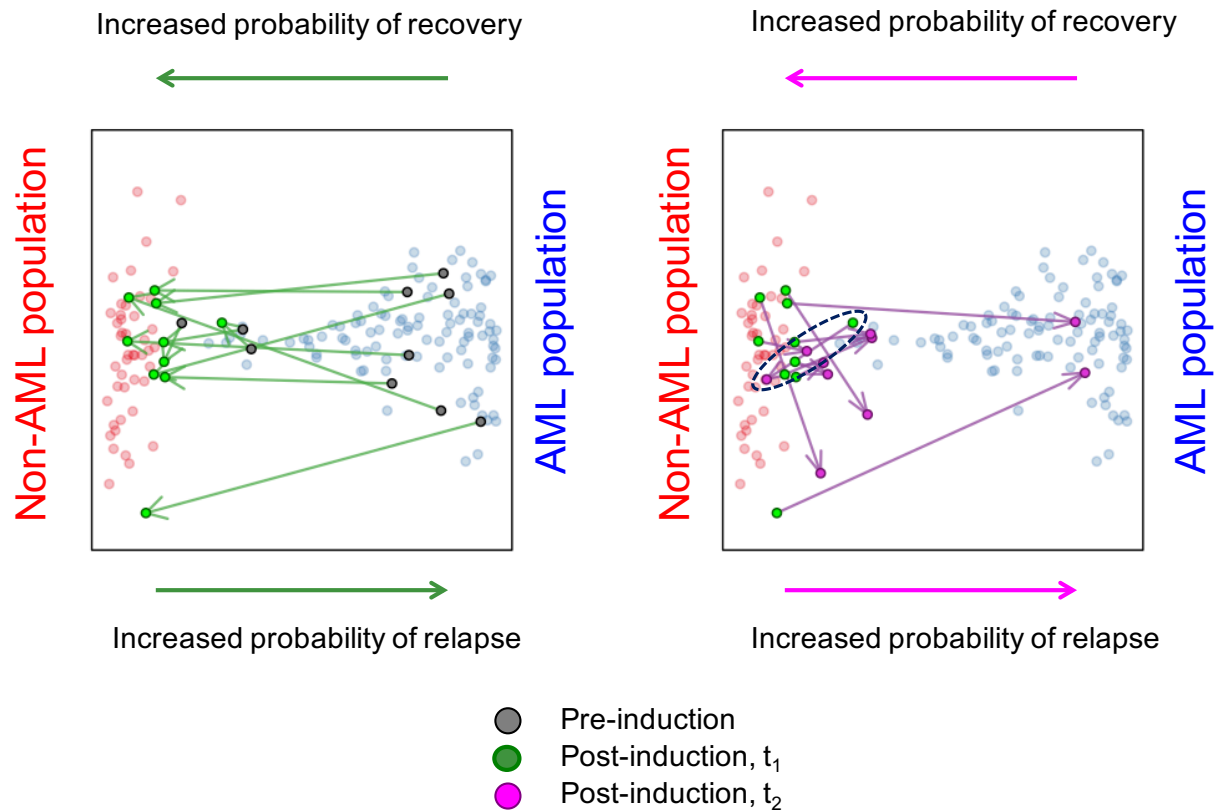 Increased probability of recovery
Increased probability of recovery
Non-AML population
AML population
Non-AML population
AML population
Increased probability of relapse
Increased probability of relapse
Pre-induction
Post-induction, t₁
Post-induction, t₂